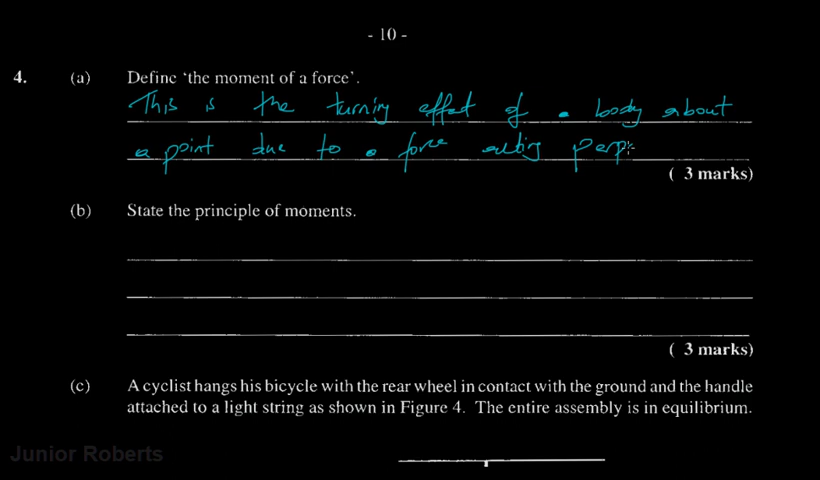 - 10 -
4. (a) Define 'the moment of a force'.
This is the turning effect of a body about
a point due to a force acting perp
( 3 marks)
(b) State the principle of moments.
( 3 marks)
(c) A cyclist hangs his bicycle with the rear wheel in contact with the ground and the handle
attached to a light string as shown in Figure 4. The entire assembly is in equilibrium.
Junior Roberts